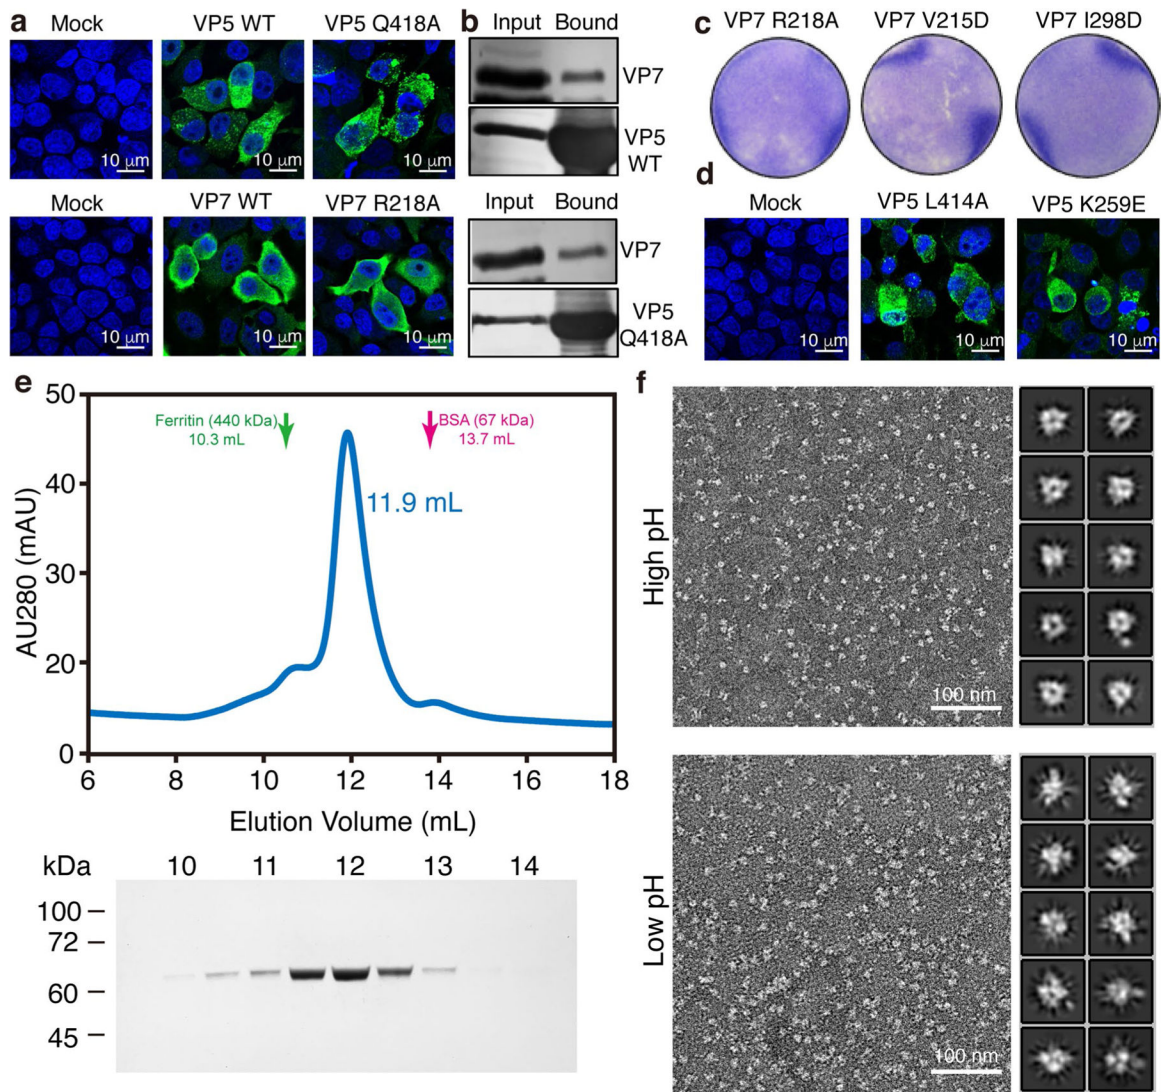 a
Mock
VP5 WT
VP5 Q418A
10 μm
10 μm
10 μm
Mock
VP7 WT
VP7 R218A
10 μm
10 μm
10 μm
b
Input
Bound
VP7
VP5
WT
Input
Bound
VP7
VP5
Q418A
c
VP7 R218A
VP7 V215D
VP7 I298D
d
Mock
VP5 L414A
VP5 K259E
10 μm
10 μm
10 μm
e
50
40
30
20
10
0
AU280 (mAU)
Ferritin (440 kDa)
10.3 mL
BSA (67 kDa)
13.7 mL
11.9 mL
6 8 10 12 14 16 18
Elution Volume (mL)
kDa 10 11 12 13 14
100
72
60
45
f
High pH
100 nm
Low pH
100 nm